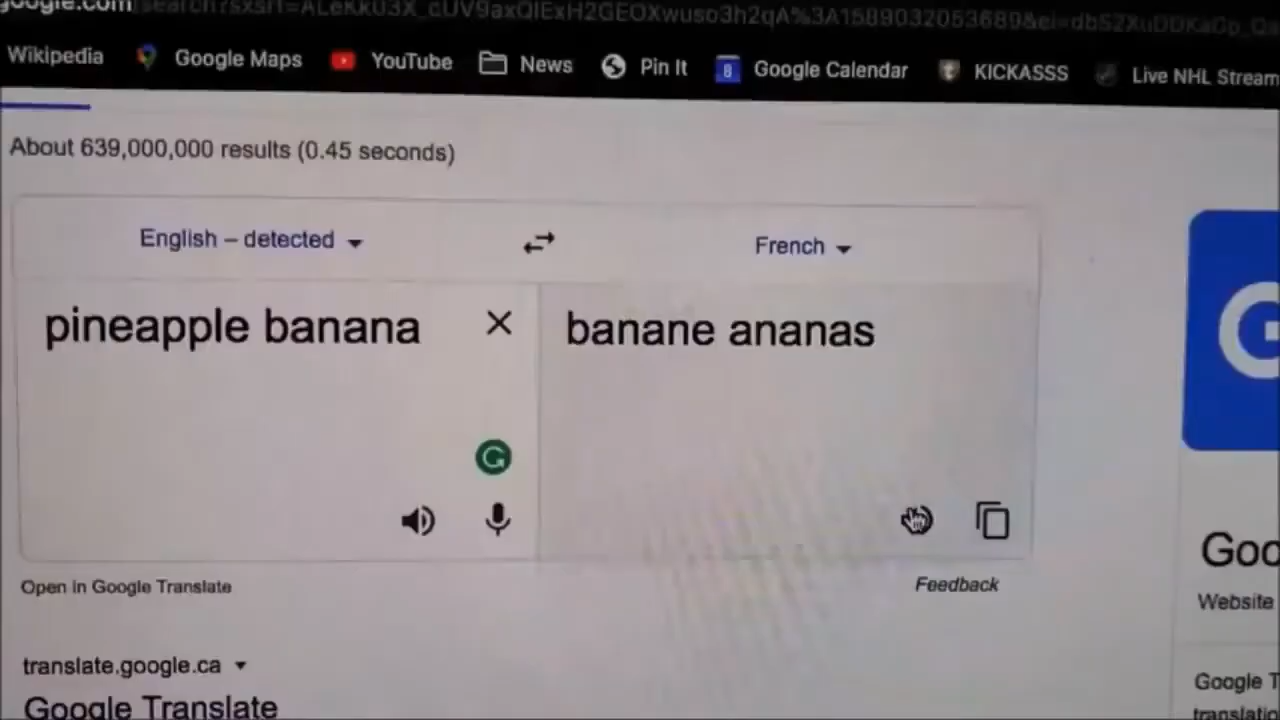 Wikipedia Google Maps YouTube News Pin It 8 Google Calendar KICKASSS Live NHL Stream
About 639,000,000 results (0.45 seconds)
English – detected French
pineapple banana banane ananas
Open in Google Translate Feedback
Goo
Website
translate.google.ca
Google Translate
Google T